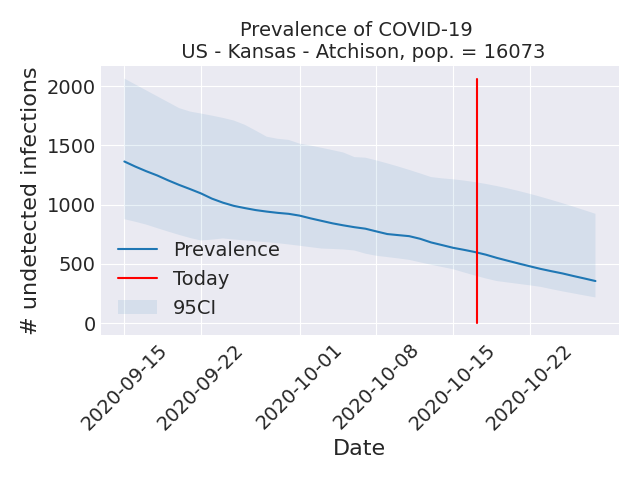 Prevalence of COVID-19
US - Kansas - Atchison, pop. = 16073
# undetected infections
2000
1500
1000
500
0
Prevalence
Today
95CI
2020-09-15
2020-09-22
2020-10-01
2020-10-08
2020-10-15
2020-10-22
Date